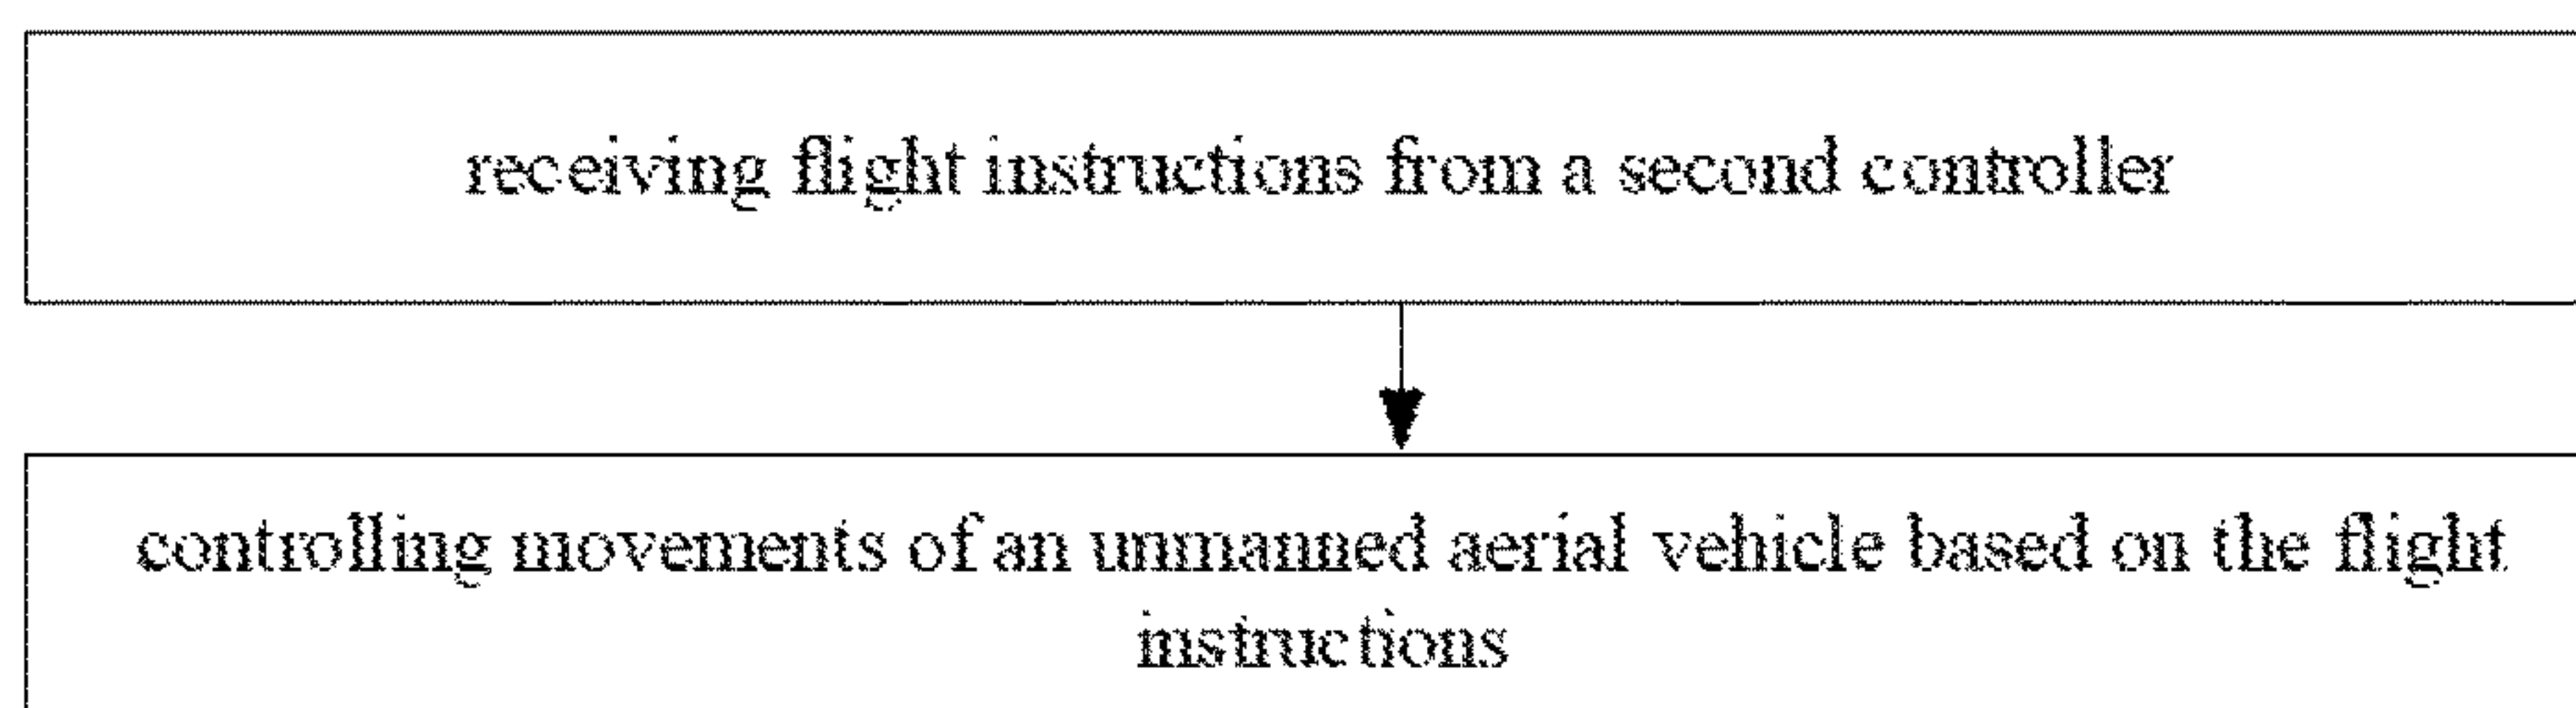 receiving flight instructions from a second controller
controlling movements of an unmanned aerial vehicle based on the flight
instructions